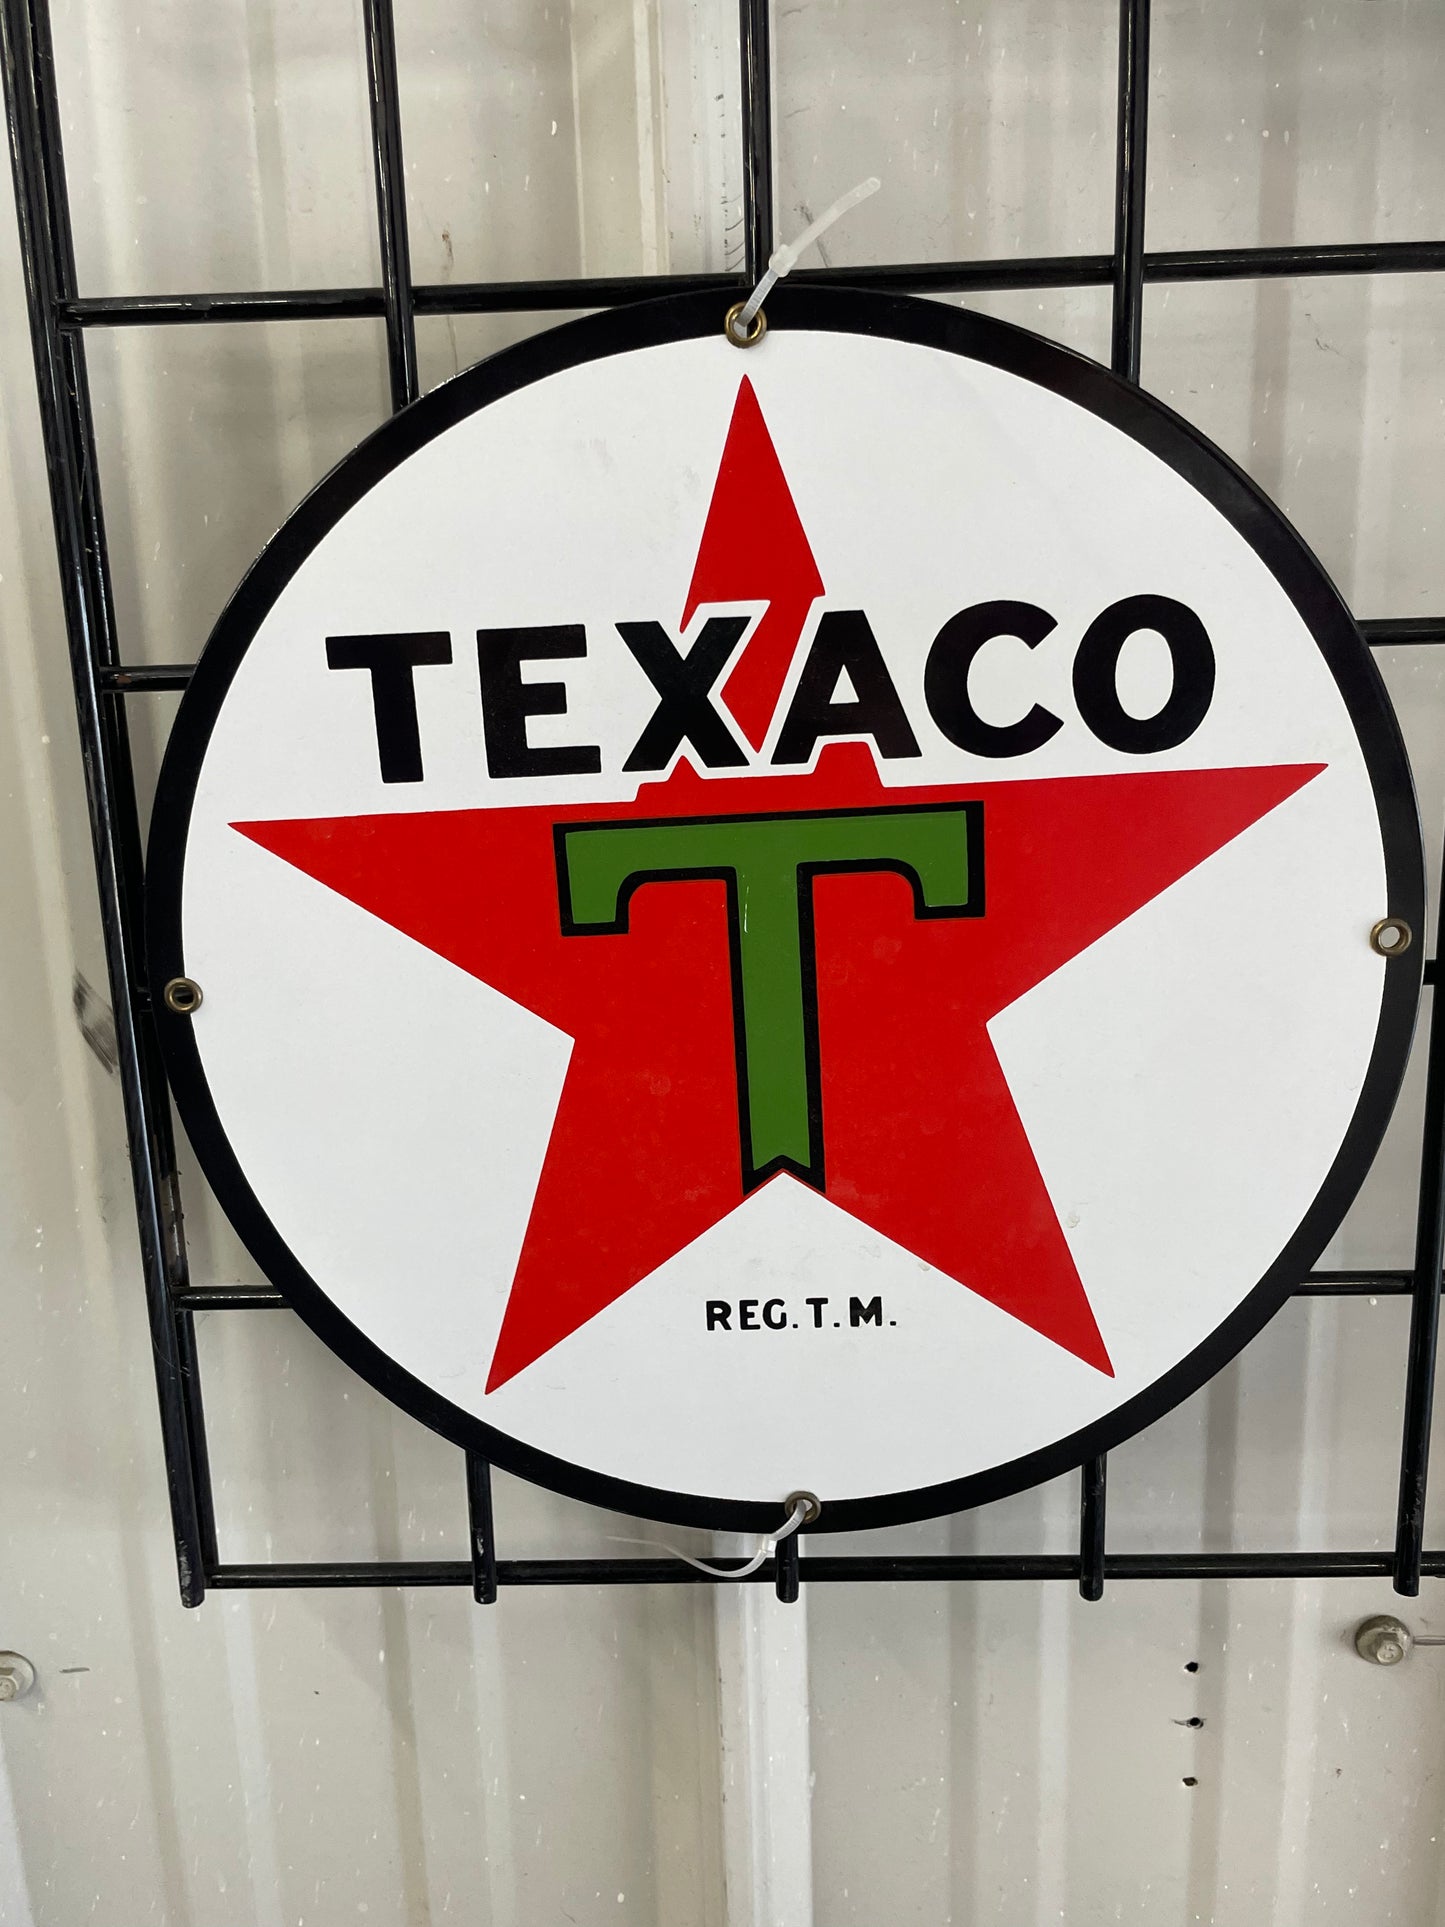 TEXACO
T
REG. T. M.